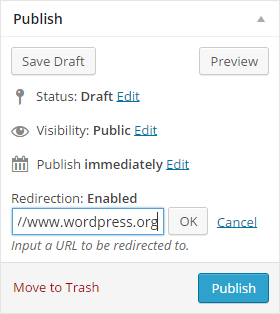 Publish
Save Draft Preview
Status: Draft Edit
Visibility: Public Edit
Publish immediately Edit
Redirection: Enabled
//www.wordpress.org OK Cancel
Input a URL to be redirected to.
Move to Trash Publish